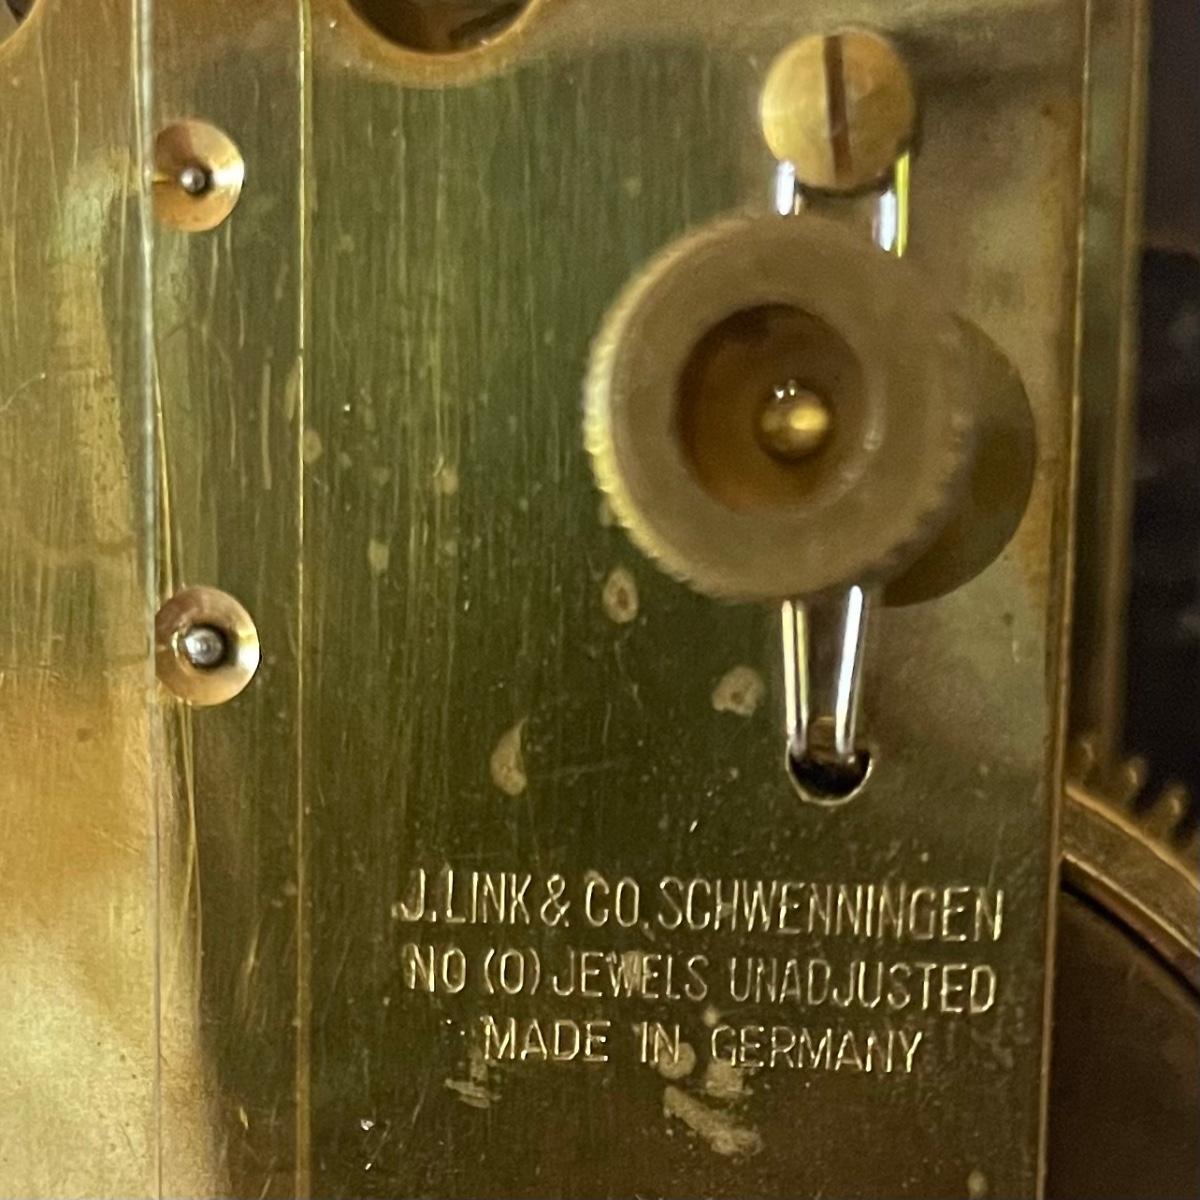 J. LINK & CO. SCHWENNINGEN
NO (0) JEWELS UNADJUSTED
MADE IN GERMANY